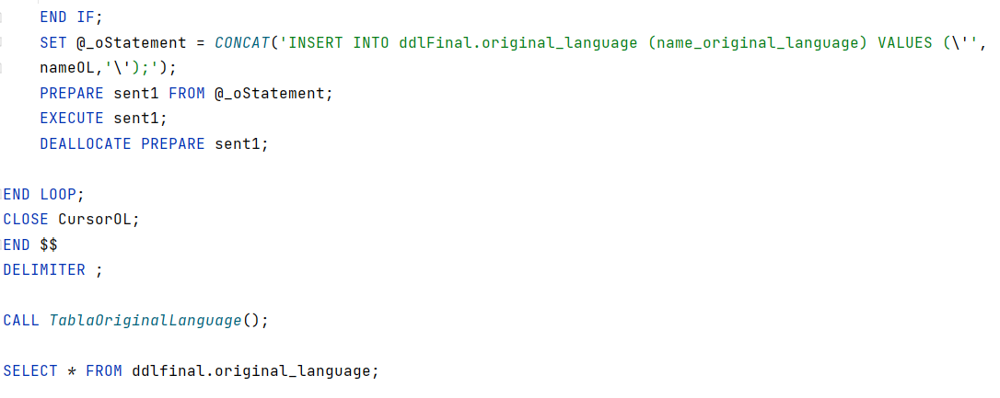 END IF;
SET @_oStatement = CONCAT('INSERT INTO ddlFinal.original_language (name_original_language) VALUES (\'',
nameOL,'\');');
PREPARE sent1 FROM @_oStatement;
EXECUTE sent1;
DEALLOCATE PREPARE sent1;
END LOOP;
CLOSE CursorOL;
END $$
DELIMITER ;
CALL TablaOriginalLanguage();
SELECT * FROM ddlfinal.original_language;